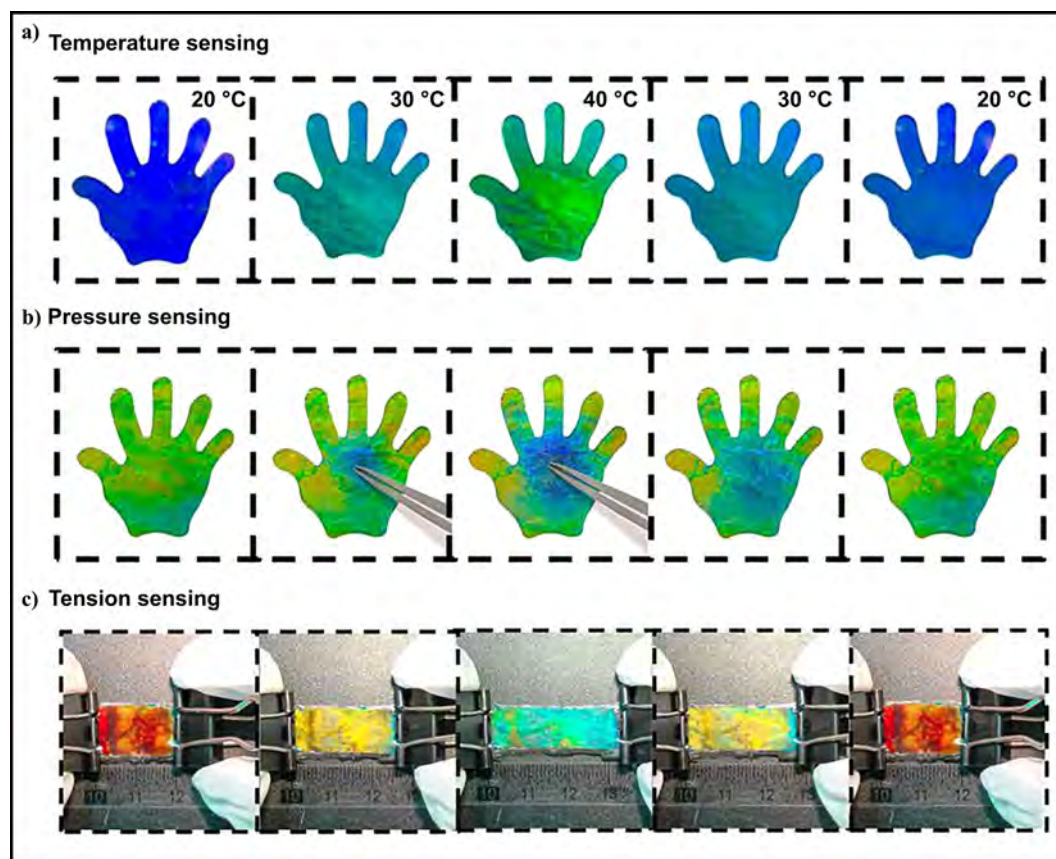 a) Temperature sensing
20 °C 30 °C 40 °C 30 °C 20 °C
b) Pressure sensing
c) Tension sensing
10 11 12
10 11 12
10 11 12 13
10 11 12
10 11 12